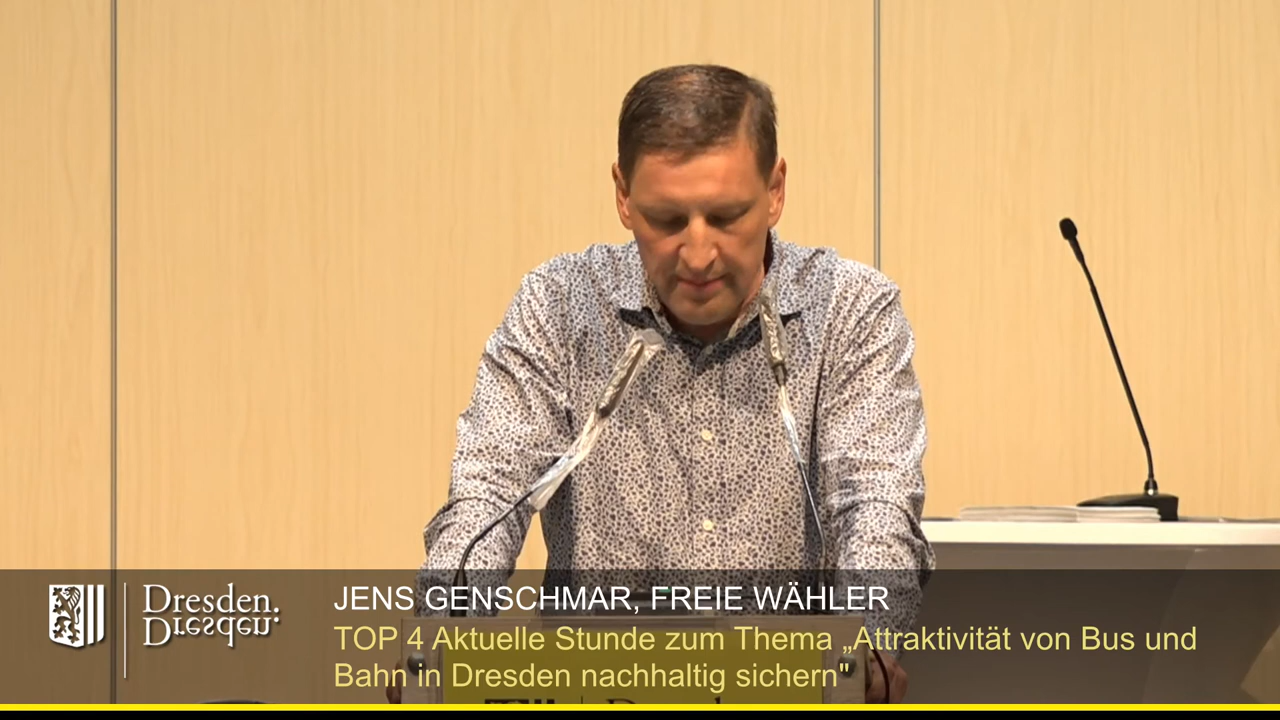 Dresden.
Dresden.
JENS GENSCHMAR, FREIE WÄHLER
TOP 4 Aktuelle Stunde zum Thema „Attraktivität von Bus und
Bahn in Dresden nachhaltig sichern"
Dresden